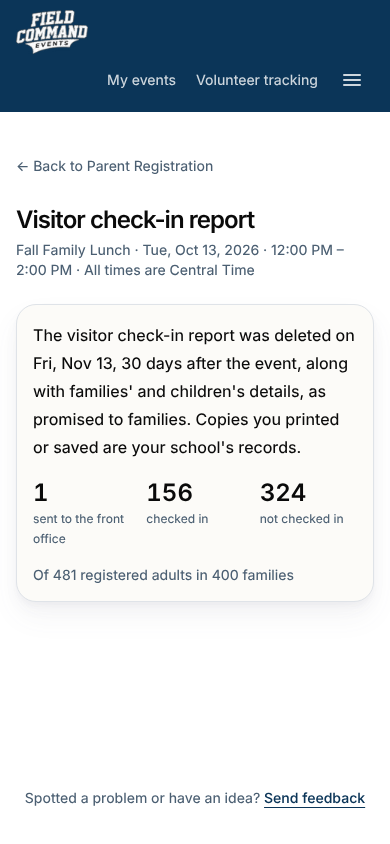 FIELD
COMMAND
EVENTS
My events Volunteer tracking
← Back to Parent Registration
Visitor check-in report
Fall Family Lunch · Tue, Oct 13, 2026 · 12:00 PM –
2:00 PM · All times are Central Time
The visitor check-in report was deleted on
Fri, Nov 13, 30 days after the event, along
with families' and children's details, as
promised to families. Copies you printed
or saved are your school's records.
1 156 324
sent to the front checked in not checked in
office
Of 481 registered adults in 400 families
Spotted a problem or have an idea? Send feedback